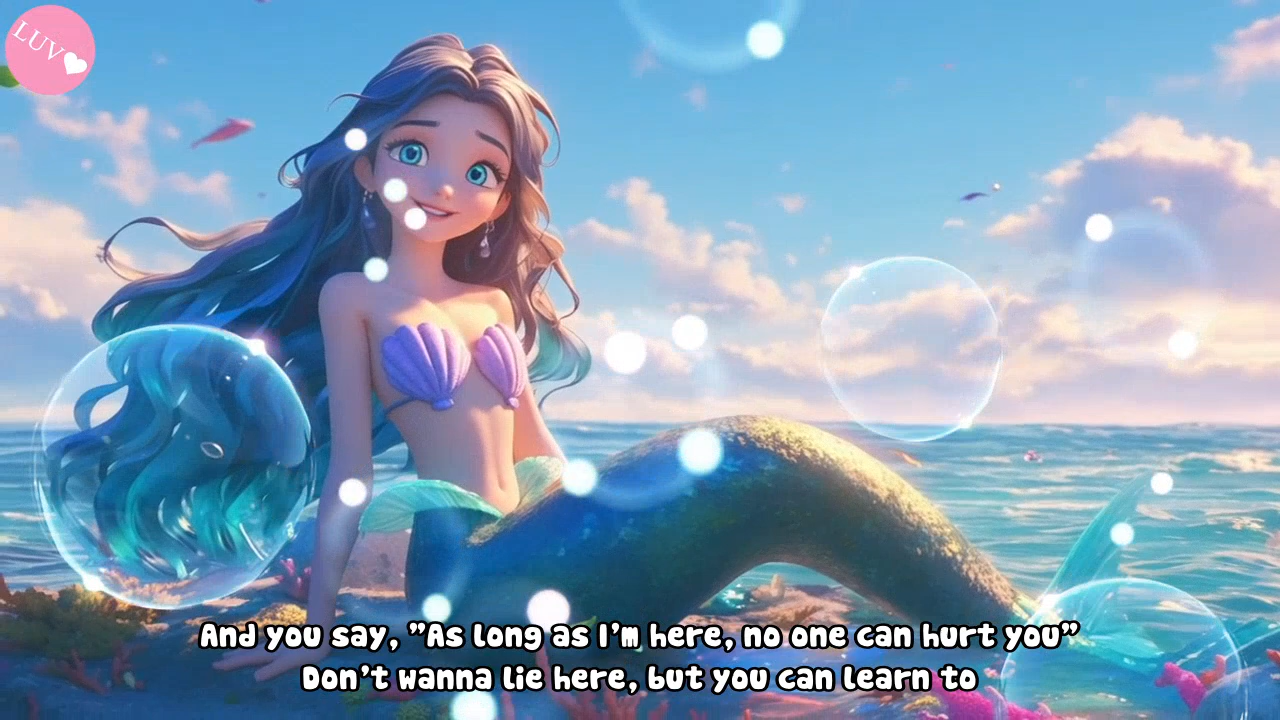 LUV
And you say, "As long as I'm here, no one can hurt you"
Don't wanna lie here, but you can learn to